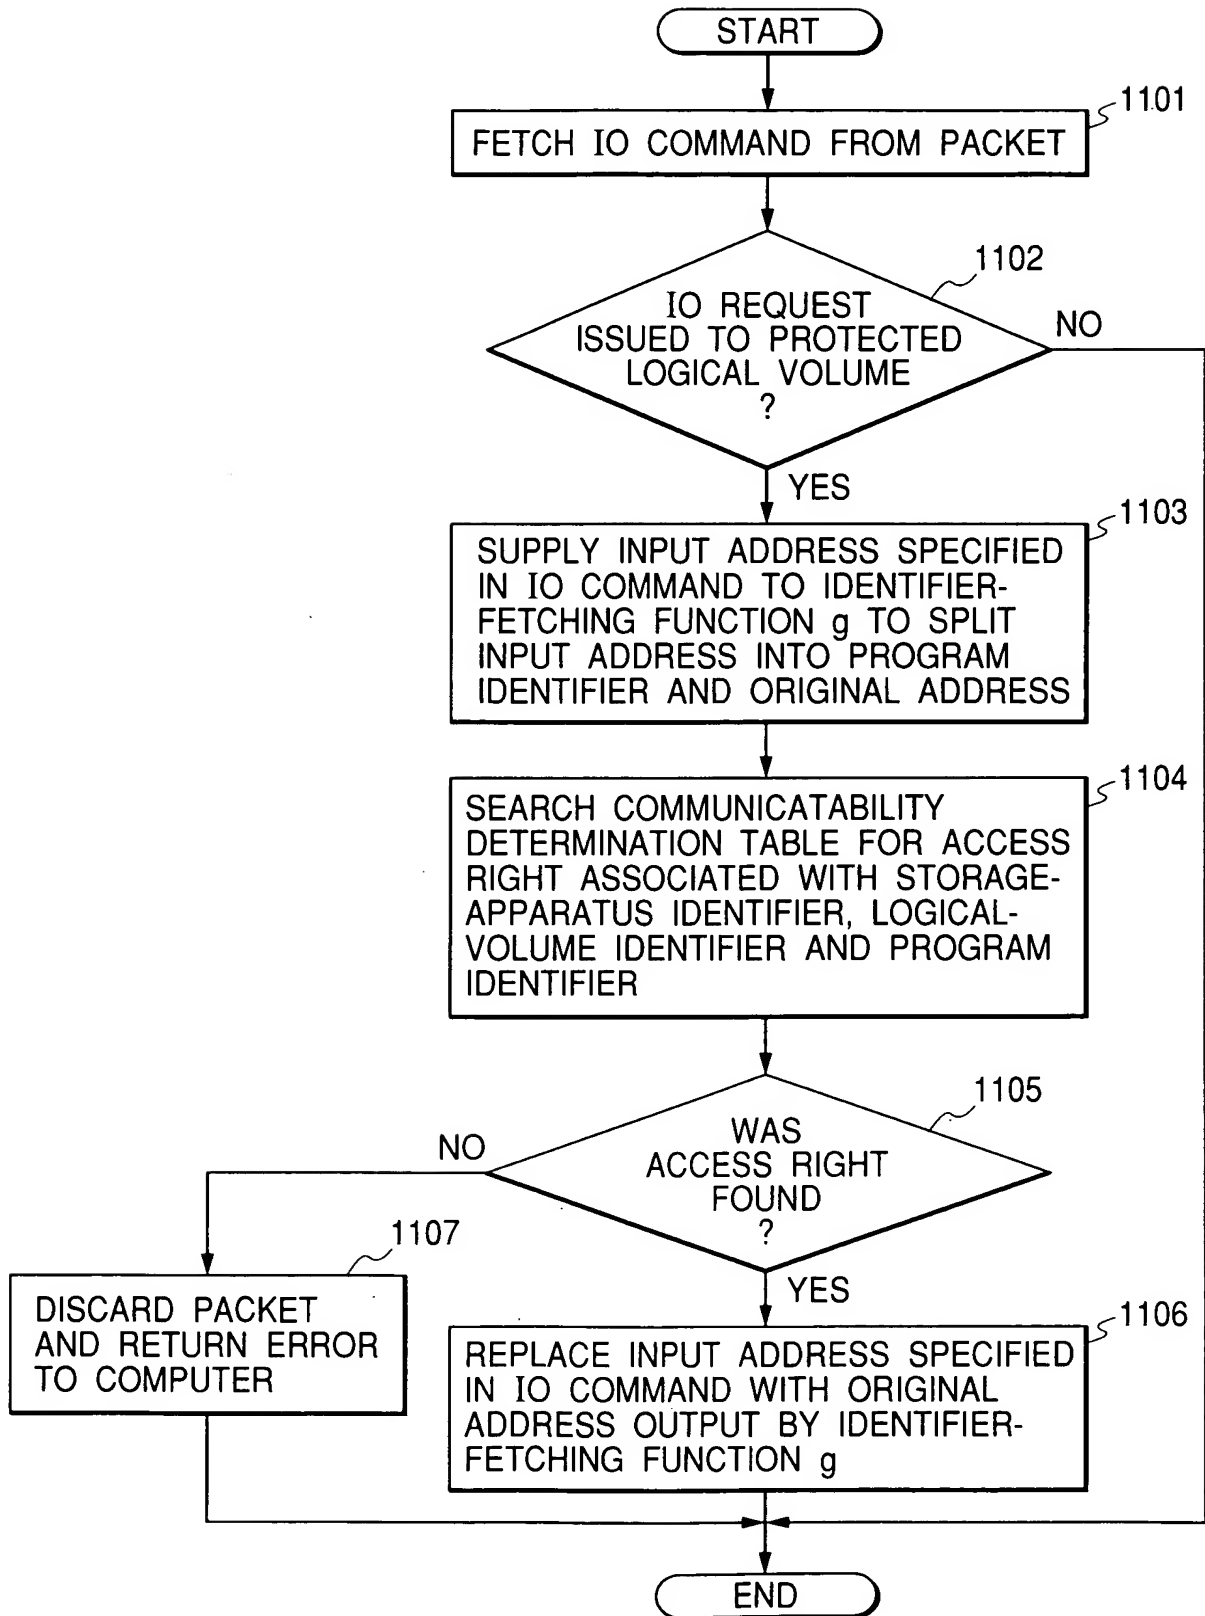 START
1101
FETCH IO COMMAND FROM PACKET
1102
IO REQUEST
ISSUED TO PROTECTED
LOGICAL VOLUME
?
NO
YES
1103
SUPPLY INPUT ADDRESS SPECIFIED
IN IO COMMAND TO IDENTIFIER-
FETCHING FUNCTION g TO SPLIT
INPUT ADDRESS INTO PROGRAM
IDENTIFIER AND ORIGINAL ADDRESS
1104
SEARCH COMMUNICATABILITY
DETERMINATION TABLE FOR ACCESS
RIGHT ASSOCIATED WITH STORAGE-
APPARATUS IDENTIFIER, LOGICAL-
VOLUME IDENTIFIER AND PROGRAM
IDENTIFIER
1105
WAS
ACCESS RIGHT
FOUND
?
NO
YES
1107
DISCARD PACKET
AND RETURN ERROR
TO COMPUTER
1106
REPLACE INPUT ADDRESS SPECIFIED
IN IO COMMAND WITH ORIGINAL
ADDRESS OUTPUT BY IDENTIFIER-
FETCHING FUNCTION g
END